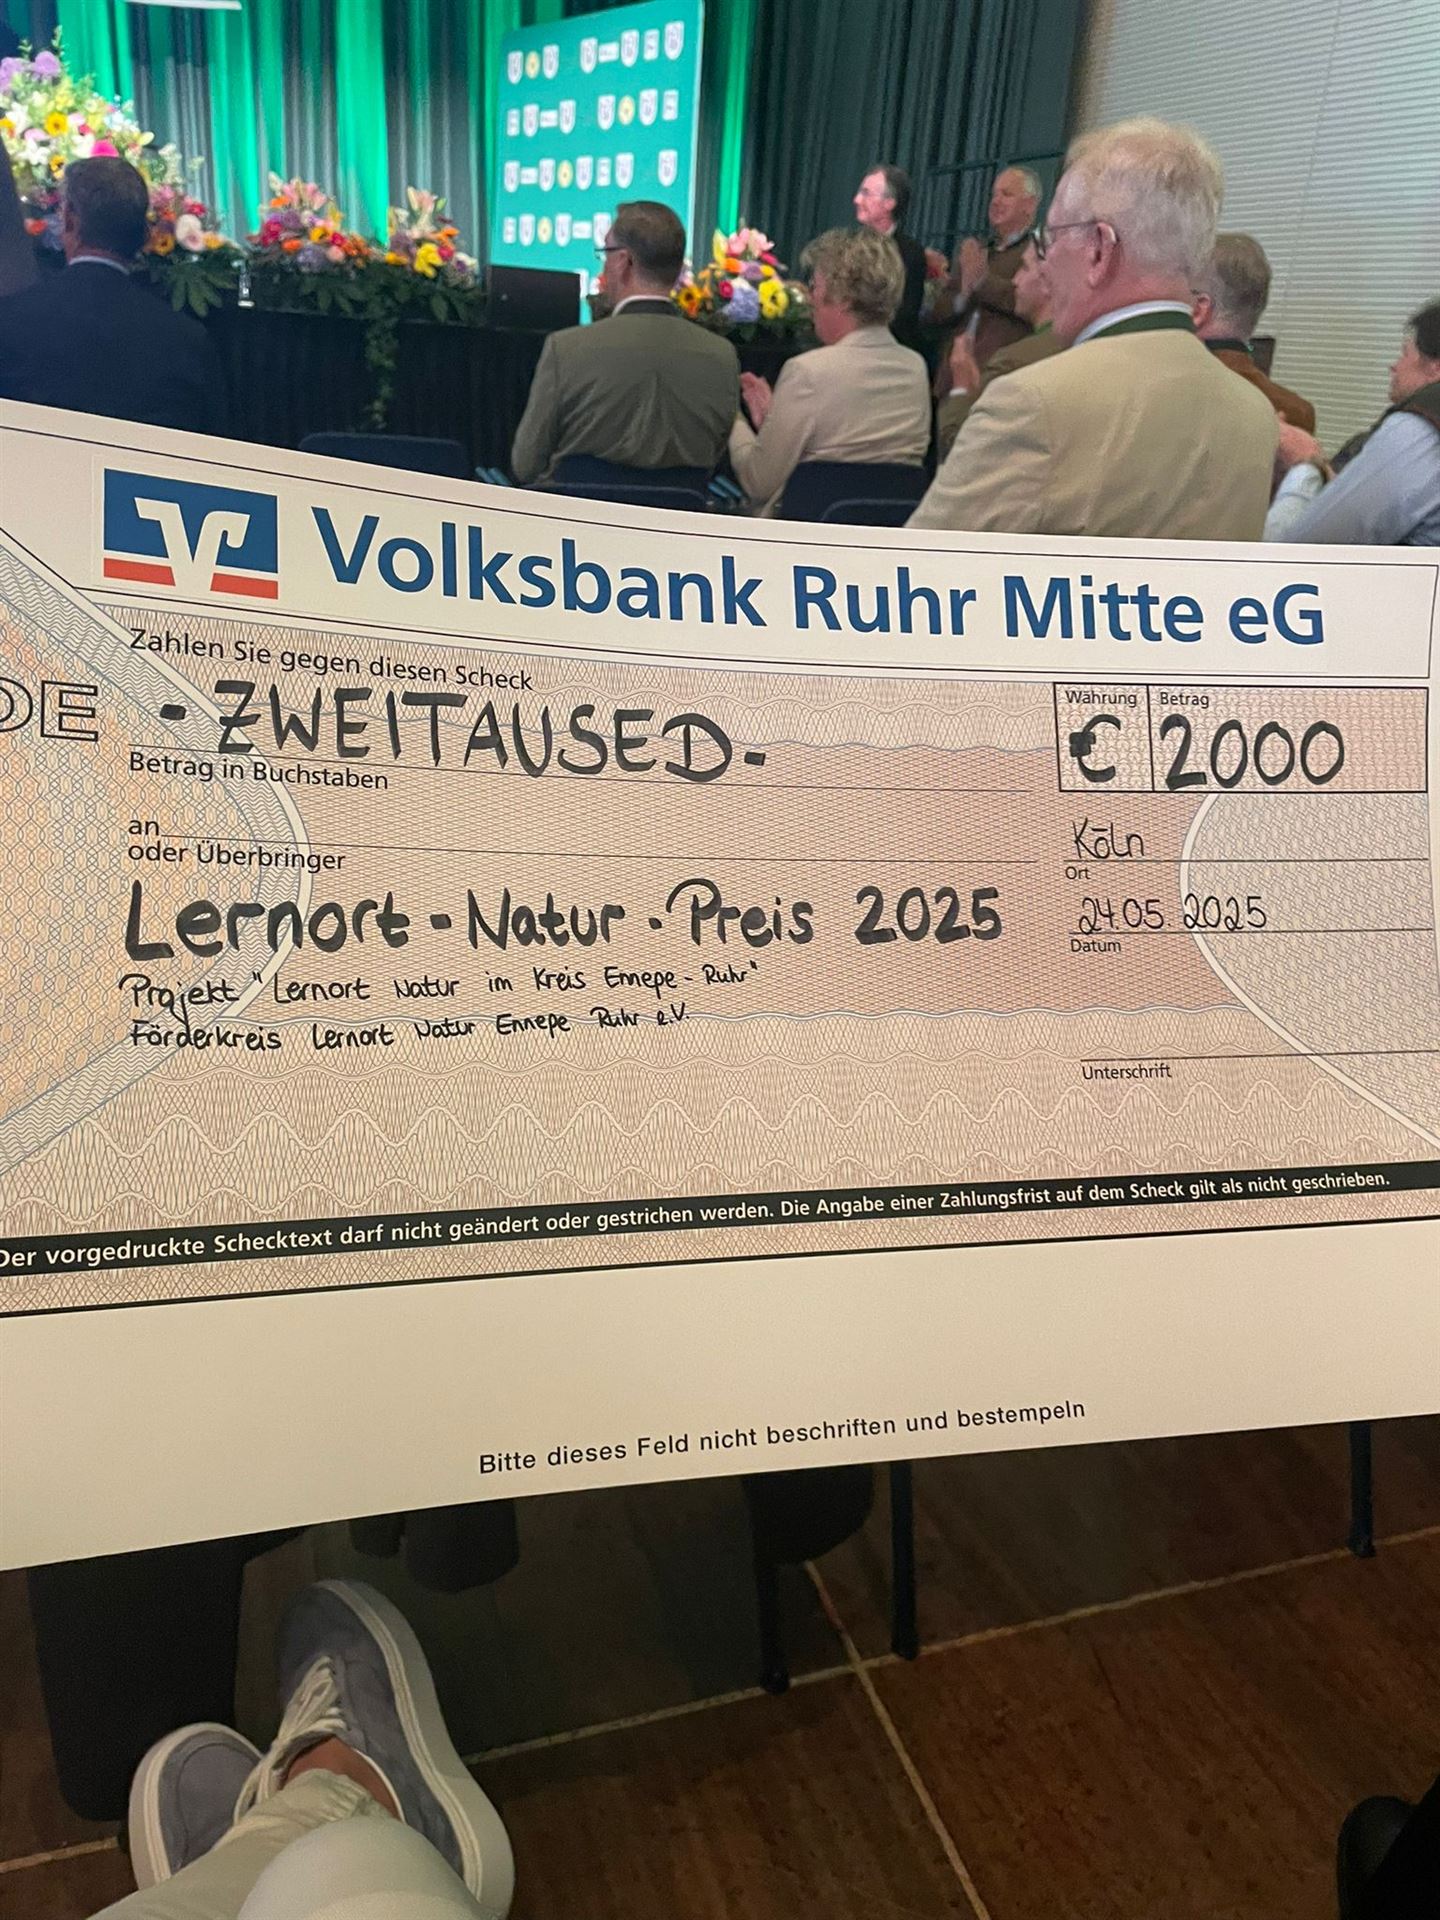 Volksbank Ruhr Mitte eG
Zahlen Sie gegen diesen Scheck
DE
- ZWEITAUSED -
Betrag in Buchstaben
Währung
Betrag
€ 2000
an
oder Überbringer
Köln
Ort
Lernort - Natur - Preis 2025
24.05.2025
Datum
Projekt "Lernort Natur im Kreis Ennepe - Ruhr"
Förderkreis Lernort Natur Ennepe Ruhr e.V.
Unterschrift
Der vorgedruckte Schecktext darf nicht geändert oder gestrichen werden. Die Angabe einer Zahlungsfrist auf dem Scheck gilt als nicht geschrieben.
Bitte dieses Feld nicht beschriften und bestempeln